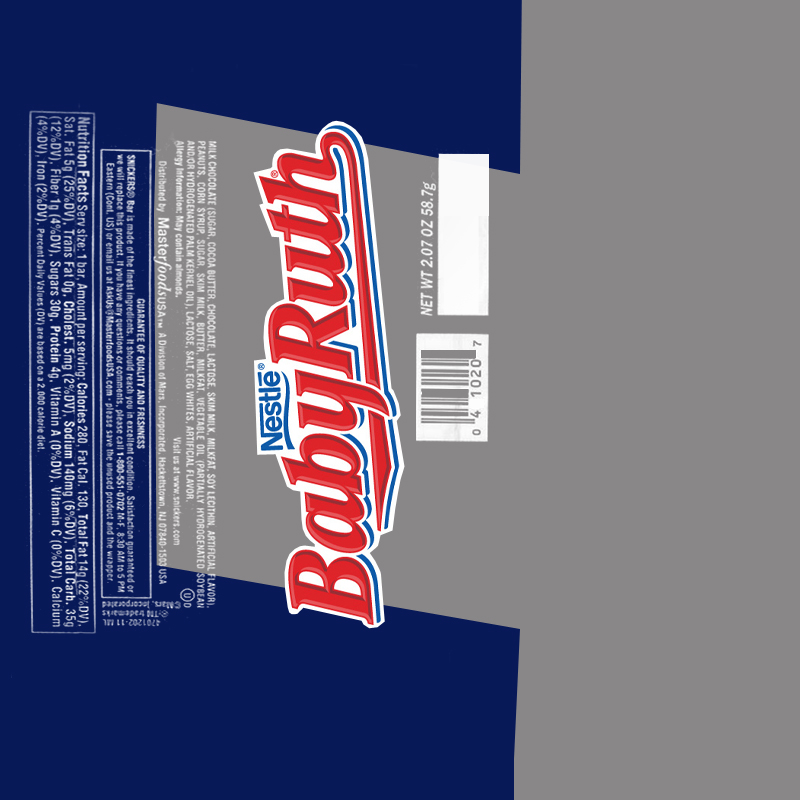 Nestlé®
BabyRuth®
NET WT 2.07 OZ 58.7g
0 41020 7
MILK CHOCOLATE (SUGAR, COCOA BUTTER, CHOCOLATE, LACTOSE, SKIM MILK, MILKFAT, SOY LECITHIN, ARTIFICIAL FLAVOR),
PEANUTS, CORN SYRUP, SUGAR, SKIM MILK, BUTTER, MILKFAT, VEGETABLE OIL (PARTIALLY HYDROGENATED SOYBEAN
AND/OR HYDROGENATED PALM KERNEL OIL), LACTOSE, SALT, EGG WHITES, ARTIFICIAL FLAVOR.
Allergy Information: May contain almonds.
Visit us at www.snickers.com
Ⓤ D
Distributed by MasterfoodsUSA™ A Division of Mars, Incorporated, Hackettstown, NJ 07840-1503 USA
GUARANTEE OF QUALITY AND FRESHNESS
SNICKERS® Bar is made of the finest ingredients. It should reach you in excellent condition. Satisfaction guaranteed or
we will replace this product. If you have any questions or comments, please call 1-800-551-0702 M-F, 8:30 AM to 5 PM
Eastern (Cont. US) or email us at AskUs@MasterfoodsUSA.com - please save the unused product and the wrapper.
4701202-11 ML
®-TM trademarks
©Mars, Incorporated
Nutrition Facts Serv size: 1 bar, Amount per serving: Calories 280, Fat Cal. 130, Total Fat 14g (22%DV),
Sat. Fat 5g (25%DV), Trans Fat 0g, Cholest. 5mg (2%DV), Sodium 140mg (6%DV), Total Carb. 35g
(12%DV), Fiber 1g (4%DV), Sugars 30g, Protein 4g, Vitamin A (0%DV), Vitamin C (0%DV), Calcium
(4%DV), Iron (2%DV). Percent Daily Values (DV) are based on a 2,000 calorie diet.